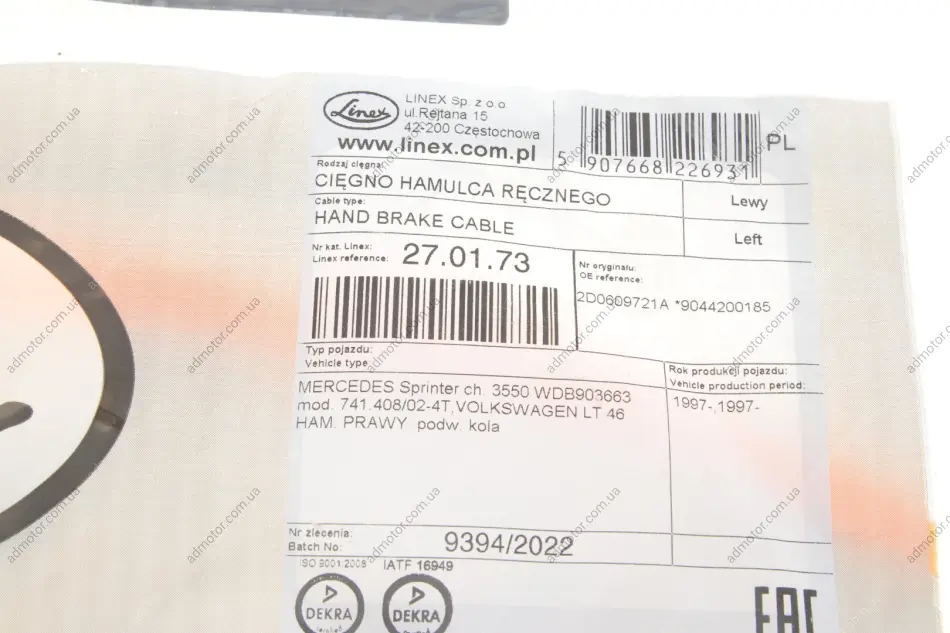 Linex
LINEX Sp. z o.o.
ul.Rejtana 15
42-200 Częstochowa
www.linex.com.pl
5 907668 226931
PL
Rodzaj cięgna:
CIĘGNO HAMULCA RĘCZNEGO
Lewy
Cable type:
HAND BRAKE CABLE
Left
Nr kat. Linex:
Linex reference:
27.01.73
Nr oryginału:
OE reference:
2D0609721A *9044200185
Typ pojazdu:
Vehicle type:
Rok produkcji pojazdu:
Vehicle production period:
MERCEDES Sprinter ch. 3550 WDB903663
mod. 741.408/02-4T,VOLKSWAGEN LT 46
HAM. PRAWY podw. koła
1997-,1997-
Nr zlecenia:
Batch No:
9394/2022
ISO 9001:2008
IATF 16949
DEKRA
DEKRA
EAC
admotor.com.ua